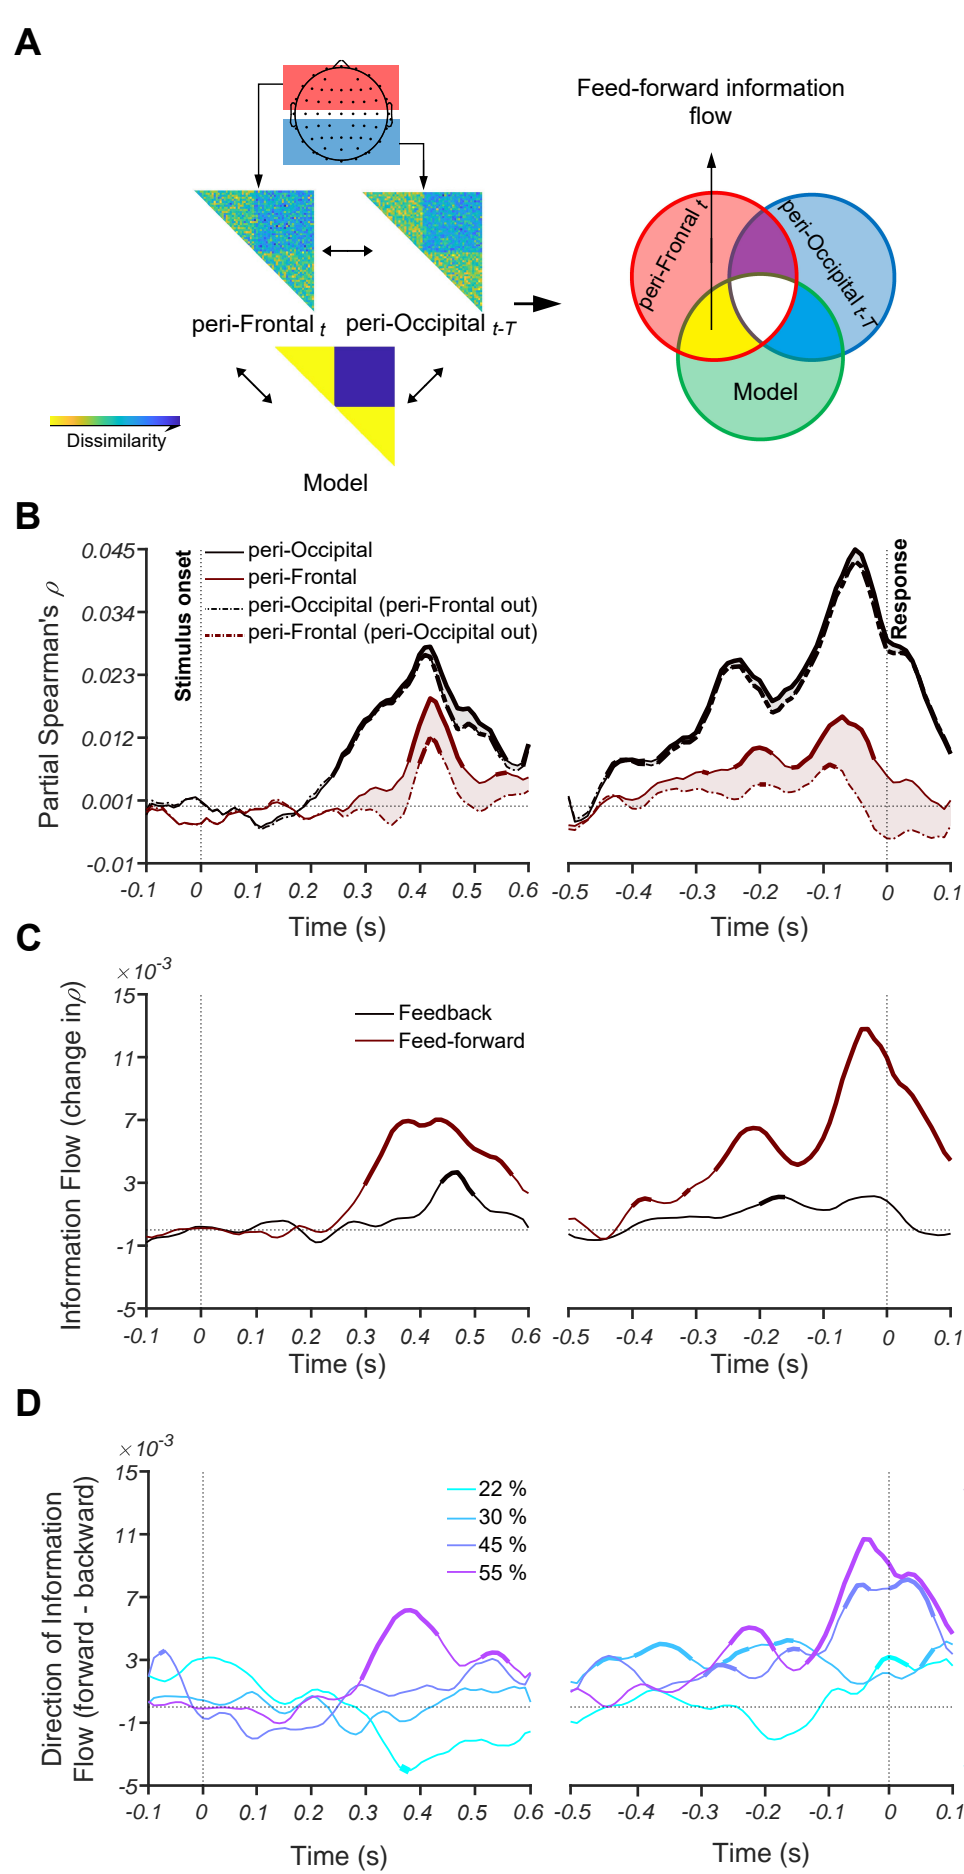 A
Feed-forward information
flow
peri-Fronral t
peri-Occipital t-T
Model
peri-Frontal t
peri-Occipital t-T
Dissimilarity
Model
B
Partial Spearman's ρ
0.045
0.034
0.023
0.012
0.001
-0.01
Stimulus onset
peri-Occipital
peri-Frontal
peri-Occipital (peri-Frontal out)
peri-Frontal (peri-Occipital out)
Response
-0.1 0 0.1 0.2 0.3 0.4 0.5 0.6
-0.5 -0.4 -0.3 -0.2 -0.1 0 0.1
Time (s)
Time (s)
C
×10-3
Information Flow (change inρ)
15
11
7
3
-1
-5
Feedback
Feed-forward
-0.1 0 0.1 0.2 0.3 0.4 0.5 0.6
-0.5 -0.4 -0.3 -0.2 -0.1 0 0.1
Time (s)
Time (s)
D
×10-3
Direction of Information
Flow (forward - backward)
15
11
7
3
-1
-5
22 %
30 %
45 %
55 %
-0.1 0 0.1 0.2 0.3 0.4 0.5 0.6
-0.5 -0.4 -0.3 -0.2 -0.1 0 0.1
Time (s)
Time (s)